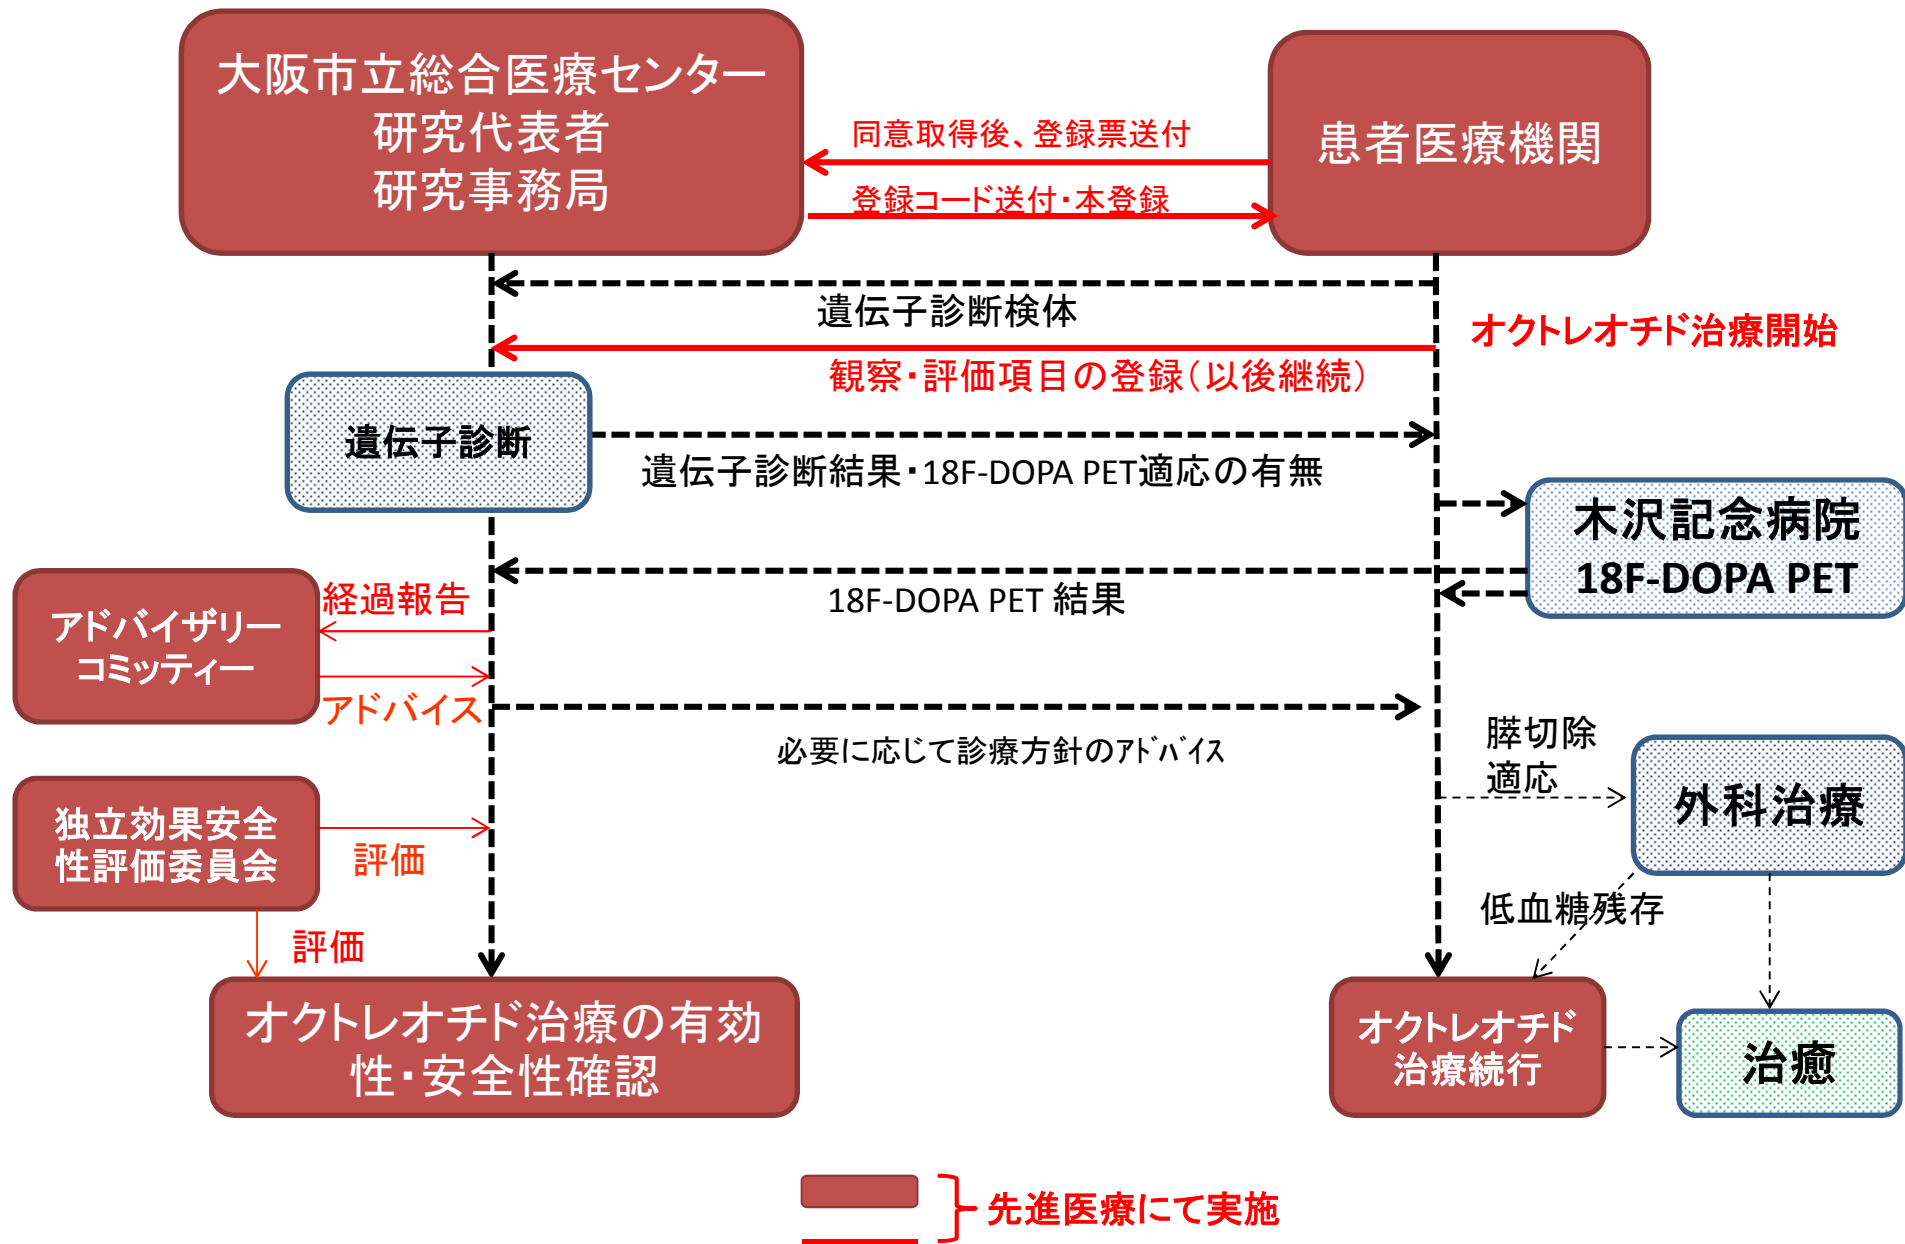 大阪市立総合医療センター
研究代表者
研究事務局
患者医療機関
同意取得後、登録票送付
登録コード送付・本登録
遺伝子診断検体
オクトレオチド治療開始
観察・評価項目の登録（以後継続）
遺伝子診断
遺伝子診断結果・18F-DOPA PET適応の有無
木沢記念病院
18F-DOPA PET
18F-DOPA PET 結果
経過報告
アドバイザリー
コミッティー
アドバイス
必要に応じて診療方針のｱﾄﾞﾊﾞｲｽ
膵切除
適応
外科治療
独立効果安全
性評価委員会
評価
評価
低血糖残存
オクトレオチド治療の有効
性・安全性確認
オクトレオチド
治療続行
治癒
先進医療にて実施